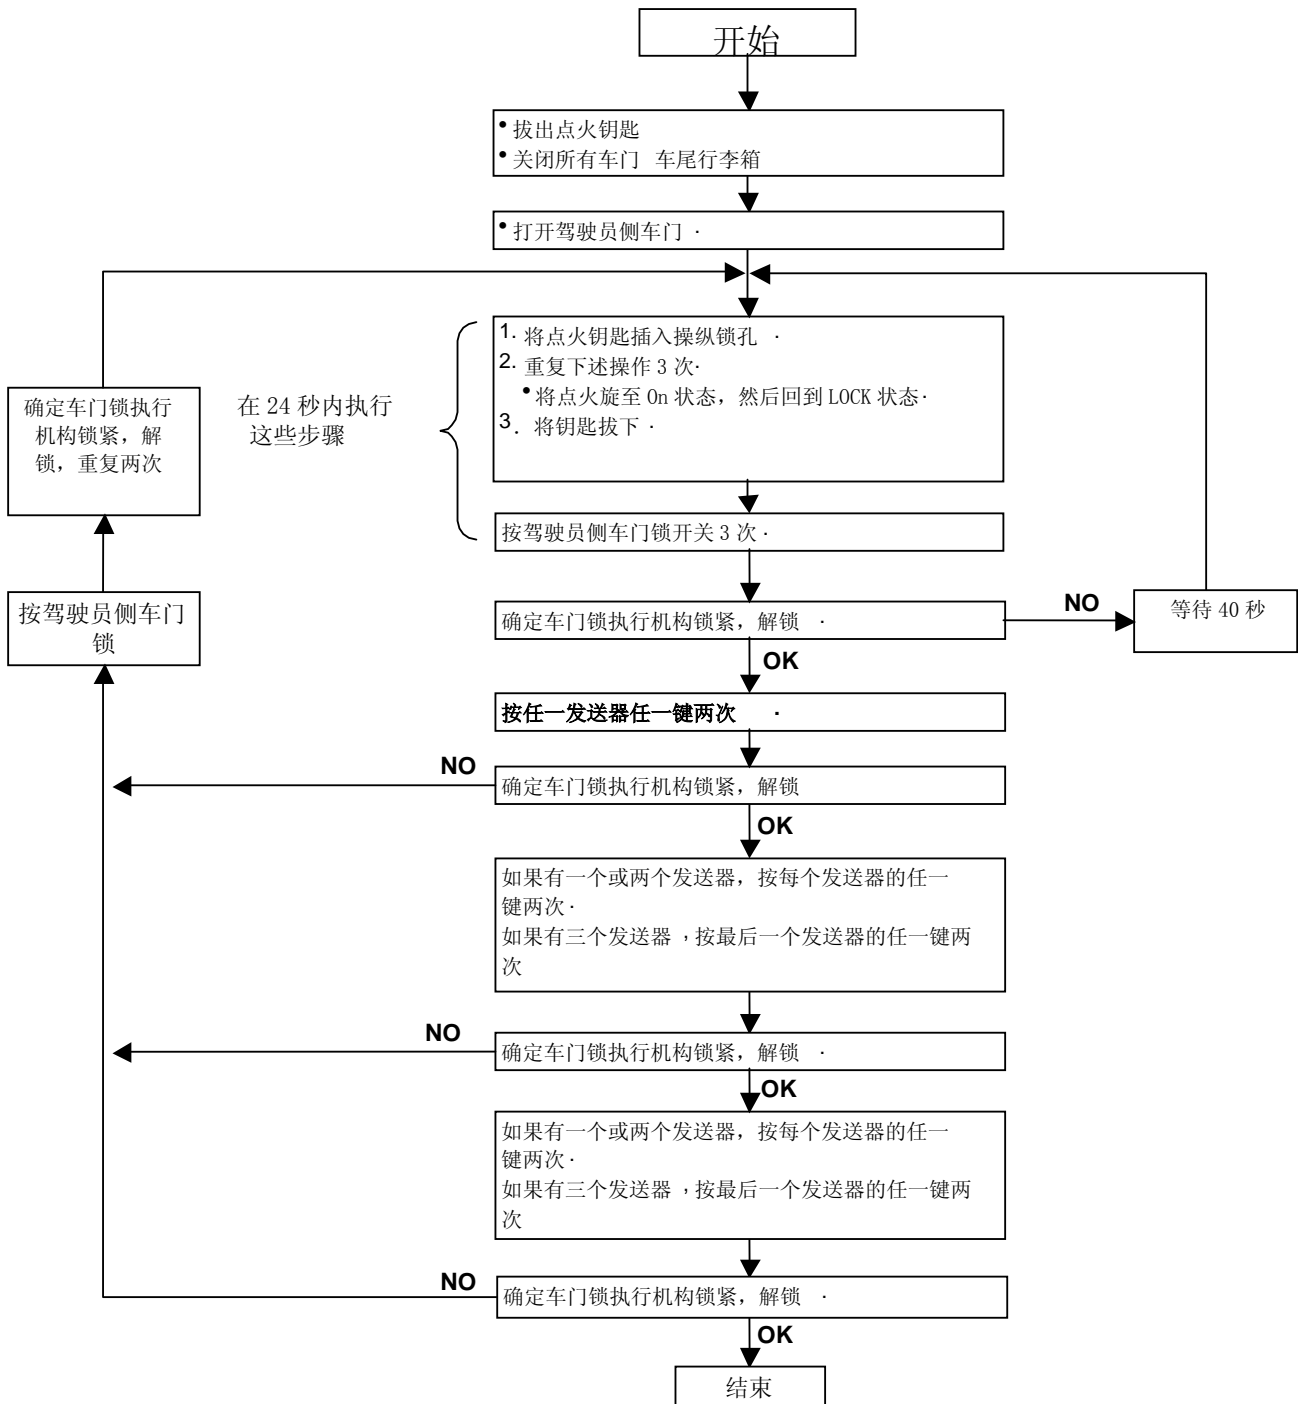 开始
• 拔出点火钥匙
• 关闭所有车门 车尾行李箱
• 打开驾驶员侧车门 ·
1. 将点火钥匙插入操纵锁孔 ·
2. 重复下述操作 3 次·
• 将点火旋至 On 状态，然后回到 LOCK 状态·
3. 将钥匙拔下 ·
在 24 秒内执行
这些步骤
确定车门锁执行
机构锁紧，解
锁，重复两次
按驾驶员侧车门锁开关 3 次·
按驾驶员侧车门
锁
确定车门锁执行机构锁紧，解锁 ·
NO
等待 40 秒
OK
按任一发送器任一键两次 ·
NO
确定车门锁执行机构锁紧，解锁
OK
如果有一个或两个发送器，按每个发送器的任一
键两次·
如果有三个发送器，按最后一个发送器的任一键两
次
NO
确定车门锁执行机构锁紧，解锁 ·
OK
如果有一个或两个发送器，按每个发送器的任一
键两次·
如果有三个发送器，按最后一个发送器的任一键两
次
NO
确定车门锁执行机构锁紧，解锁 ·
OK
结束